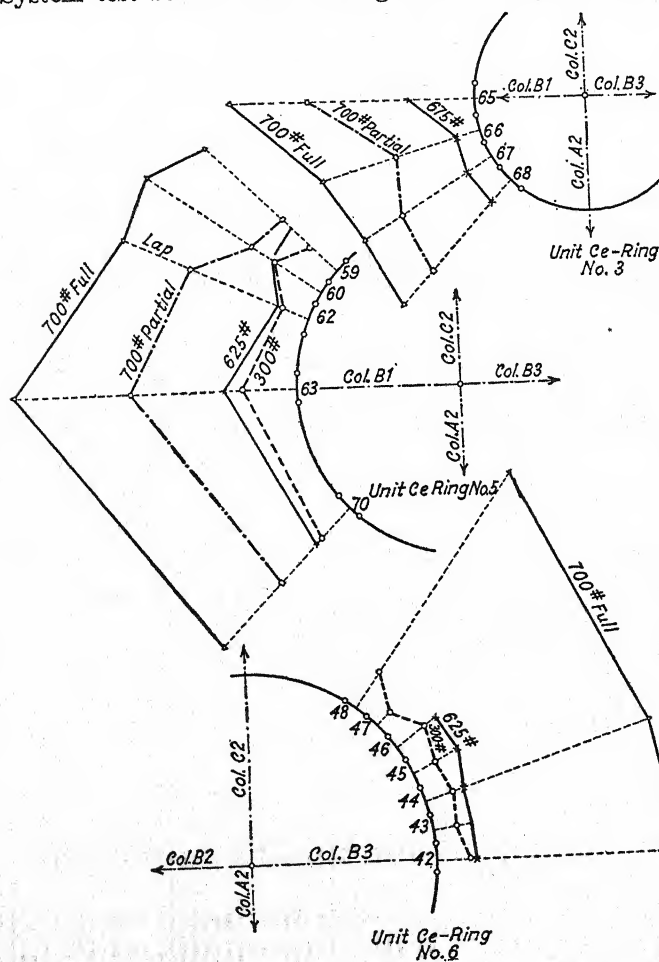 Col. C2
Col. B1
Col. B3
Col. A2
65
66
67
68
700# Full
700# Partial
675#
Unit Ce-Ring
No. 3
59
60
62
63
70
Lap
700# Full
700# Partial
625#
300#
Col. C2
Col. B1
Col. B3
Col. A2
Unit Ce Ring No. 5
700# Full
48
47
46
45
44
43
42
300#
625#
Col. C2
Col. B2
Col. B3
Col. A2
Unit Ce-Ring
No. 6